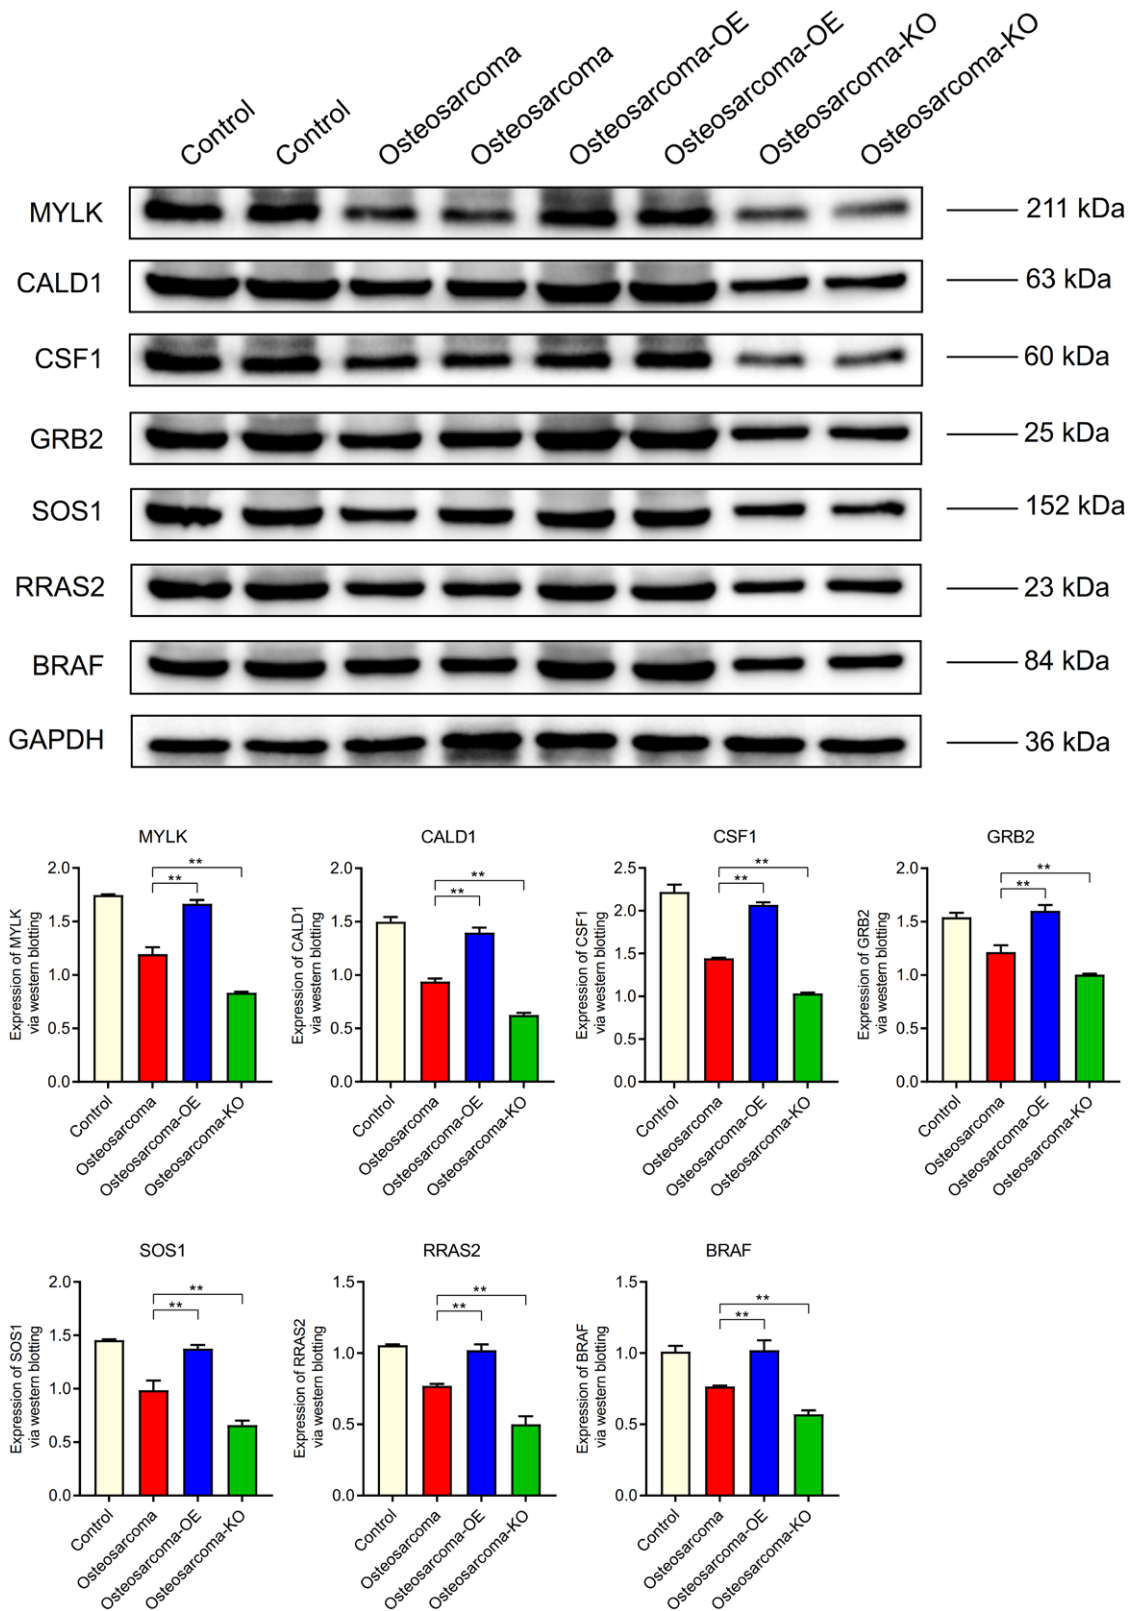 Control Control Osteosarcoma Osteosarcoma Osteosarcoma-OE Osteosarcoma-OE Osteosarcoma-KO Osteosarcoma-KO
MYLK 211 kDa
CALD1 63 kDa
CSF1 60 kDa
GRB2 25 kDa
SOS1 152 kDa
RRAS2 23 kDa
BRAF 84 kDa
GAPDH 36 kDa
MYLK
Expression of MYLK
via western blotting
2.0
1.5
1.0
0.5
0.0
**
**
Control Osteosarcoma Osteosarcoma-OE Osteosarcoma-KO
CALD1
Expression of CALD1
via western blotting
2.0
1.5
1.0
0.5
0.0
**
**
Control Osteosarcoma Osteosarcoma-OE Osteosarcoma-KO
CSF1
Expression of CSF1
via western blotting
2.5
2.0
1.5
1.0
0.5
0.0
**
**
Control Osteosarcoma Osteosarcoma-OE Osteosarcoma-KO
GRB2
Expression of GRB2
via western blotting
2.0
1.5
1.0
0.5
0.0
**
**
Control Osteosarcoma Osteosarcoma-OE Osteosarcoma-KO
SOS1
Expression of SOS1
via western blotting
2.0
1.5
1.0
0.5
0.0
**
**
Control Osteosarcoma Osteosarcoma-OE Osteosarcoma-KO
RRAS2
Expression of RRAS2
via western blotting
1.5
1.0
0.5
0.0
**
**
Control Osteosarcoma Osteosarcoma-OE Osteosarcoma-KO
BRAF
Expression of BRAF
via western blotting
1.5
1.0
0.5
0.0
**
**
Control Osteosarcoma Osteosarcoma-OE Osteosarcoma-KO